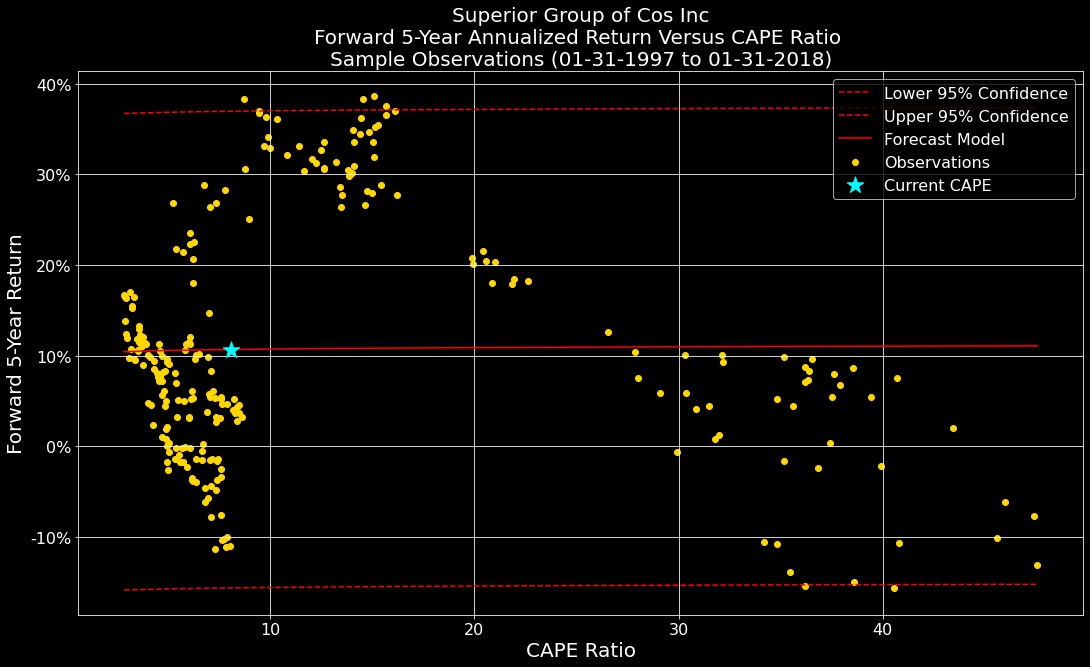 Superior Group of Cos Inc
Forward 5-Year Annualized Return Versus CAPE Ratio
Sample Observations (01-31-1997 to 01-31-2018)
Lower 95% Confidence
Upper 95% Confidence
Forecast Model
Observations
Current CAPE
Forward 5-Year Return
40%
30%
20%
10%
0%
-10%
10
20
30
40
CAPE Ratio